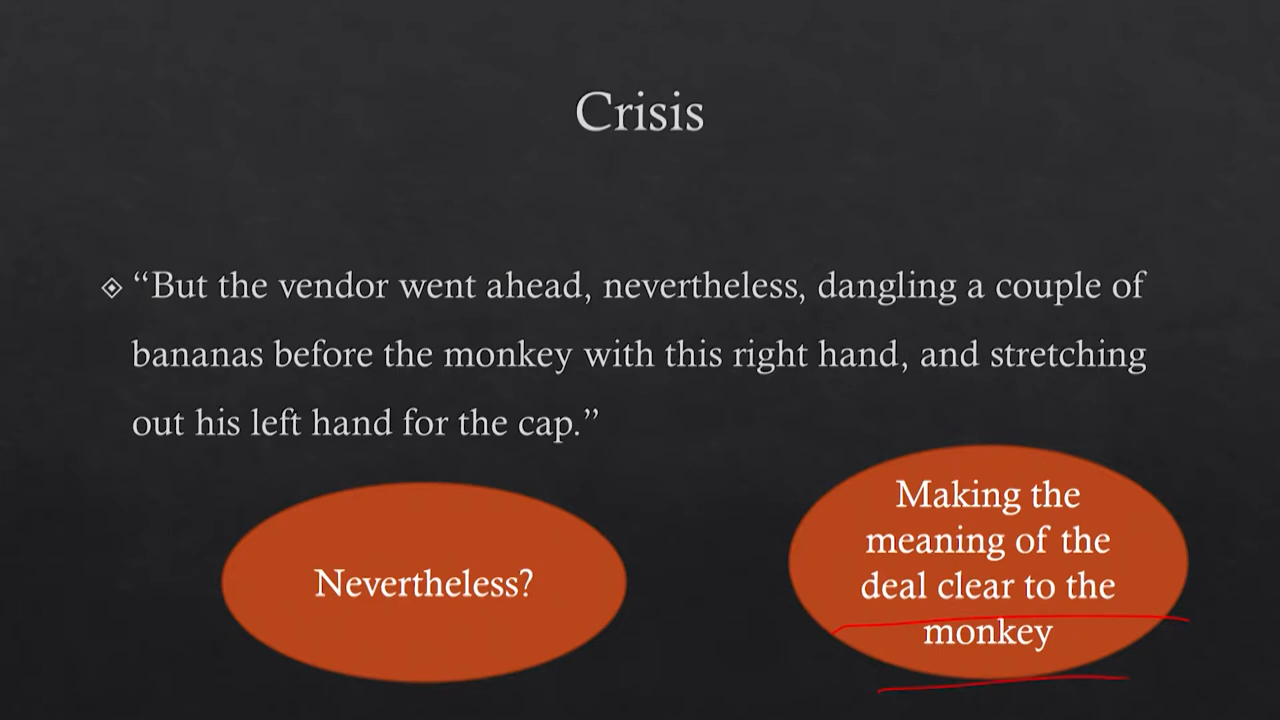 Crisis
“But the vendor went ahead, nevertheless, dangling a couple of
bananas before the monkey with this right hand, and stretching
out his left hand for the cap.”
Nevertheless?
Making the
meaning of the
deal clear to the
monkey